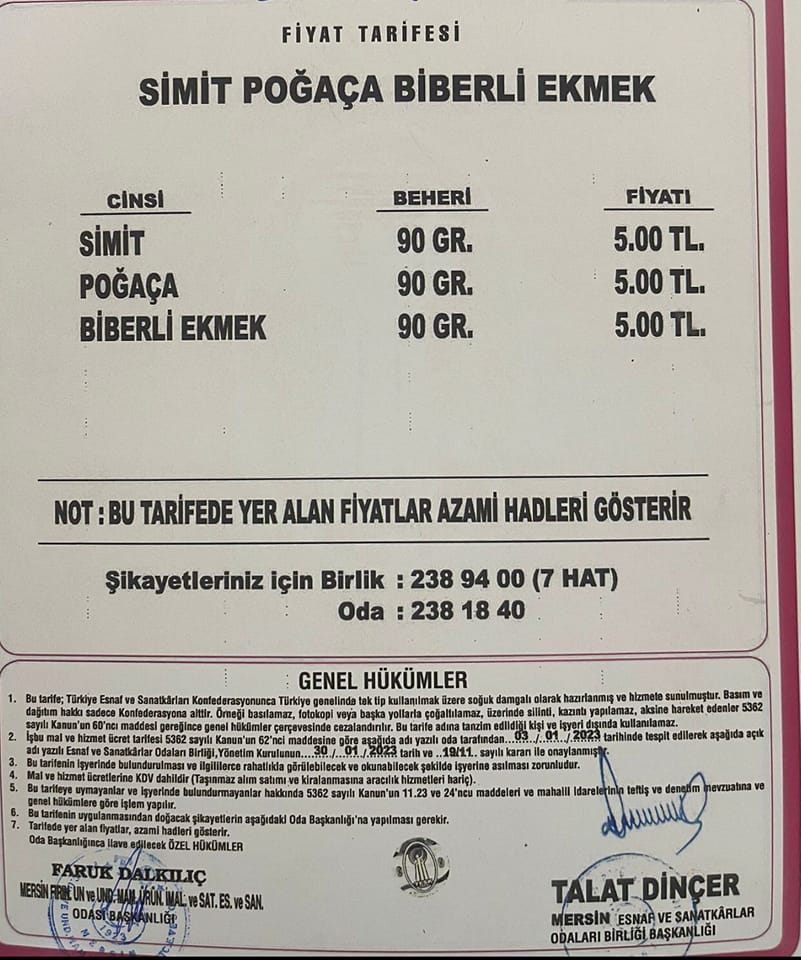 FİYAT TARİFESİ
SİMİT POĞAÇA BİBERLİ EKMEK
CİNSİ BEHERİ FİYATI
SİMİT 90 GR. 5.00 TL.
POĞAÇA 90 GR. 5.00 TL.
BİBERLİ EKMEK 90 GR. 5.00 TL.
NOT : BU TARİFEDE YER ALAN FİYATLAR AZAMİ HADLERİ GÖSTERİR
Şikayetleriniz için Birlik : 238 94 00 (7 HAT)
Oda : 238 18 40
GENEL HÜKÜMLER
1. Bu tarife; Türkiye Esnaf ve Sanatkârları Konfederasyonunca Türkiye genelinde tek tip kullanılmak üzere soğuk damgalı olarak hazırlanmış ve hizmete sunulmuştur. Basım ve
dağıtım hakkı sadece Konfederasyona aittir. Örneği basılamaz, fotokopi veya başka yollarla çoğaltılamaz, üzerinde silinti, kazıntı yapılamaz, aksine hareket edenler 5362
sayılı Kanun'un 60'ncı maddesi gereğince genel hükümler çerçevesinde cezalandırılır. Bu tarife adına tanzim edildiği kişi ve işyeri dışında kullanılamaz.
2. İşbu mal ve hizmet ücret tarifesi 5362 sayılı Kanun'un 62'nci maddesine göre aşağıda adı yazılı oda tarafından...03../..01../.2023 tarihinde tespit edilerek aşağıda açık
adı yazılı Esnaf ve Sanatkârlar Odaları Birliği,Yönetim Kurulunun...30./..01../.2023 tarih ve ..19/11.. sayılı kararı ile onaylanmıştır.
3. Bu tarifenin işyerinde bulundurulması ve ilgililerce rahatlıkla görülebilecek ve okunabilecek şekilde işyerine asılması zorunludur.
4. Mal ve hizmet ücretlerine KDV dahildir (Taşınmaz alım satımı ve kiralanmasına aracılık hizmetleri hariç).
5. Bu tarifeye uymayanlar ve işyerinde bulundurmayanlar hakkında 5362 sayılı Kanun'un 11.23 ve 24'ncu maddeleri ve mahalli İdarelerinin teftiş ve denetim mevzuatına ve
genel hükümlere göre işlem yapılır.
6. Bu tarifenin uygulanmasından doğacak şikayetlerin aşağıdaki Oda Başkanlığı'na yapılması gerekir.
7. Tarifede yer alan fiyatlar, azami hadleri gösterir.
Oda Başkanlığınca ilave edilecek ÖZEL HÜKÜMLER
FARUK DALKILIÇ
MERSİN FIRIN, UN ve UND. MAM. ÜRÜN. İMAL. ve SAT. ES. ve SAN.
ODASI BAŞKANLIĞI
TALAT DİNÇER
MERSİN ESNAF VE SANATKÂRLAR
ODALARI BİRLİĞİ BAŞKANLIĞI